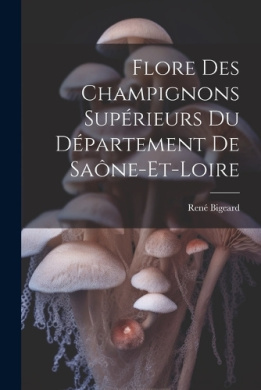 Flore Des
Champignons
Supérieurs Du
Département De
Saône-Et-Loire
René Bigeard